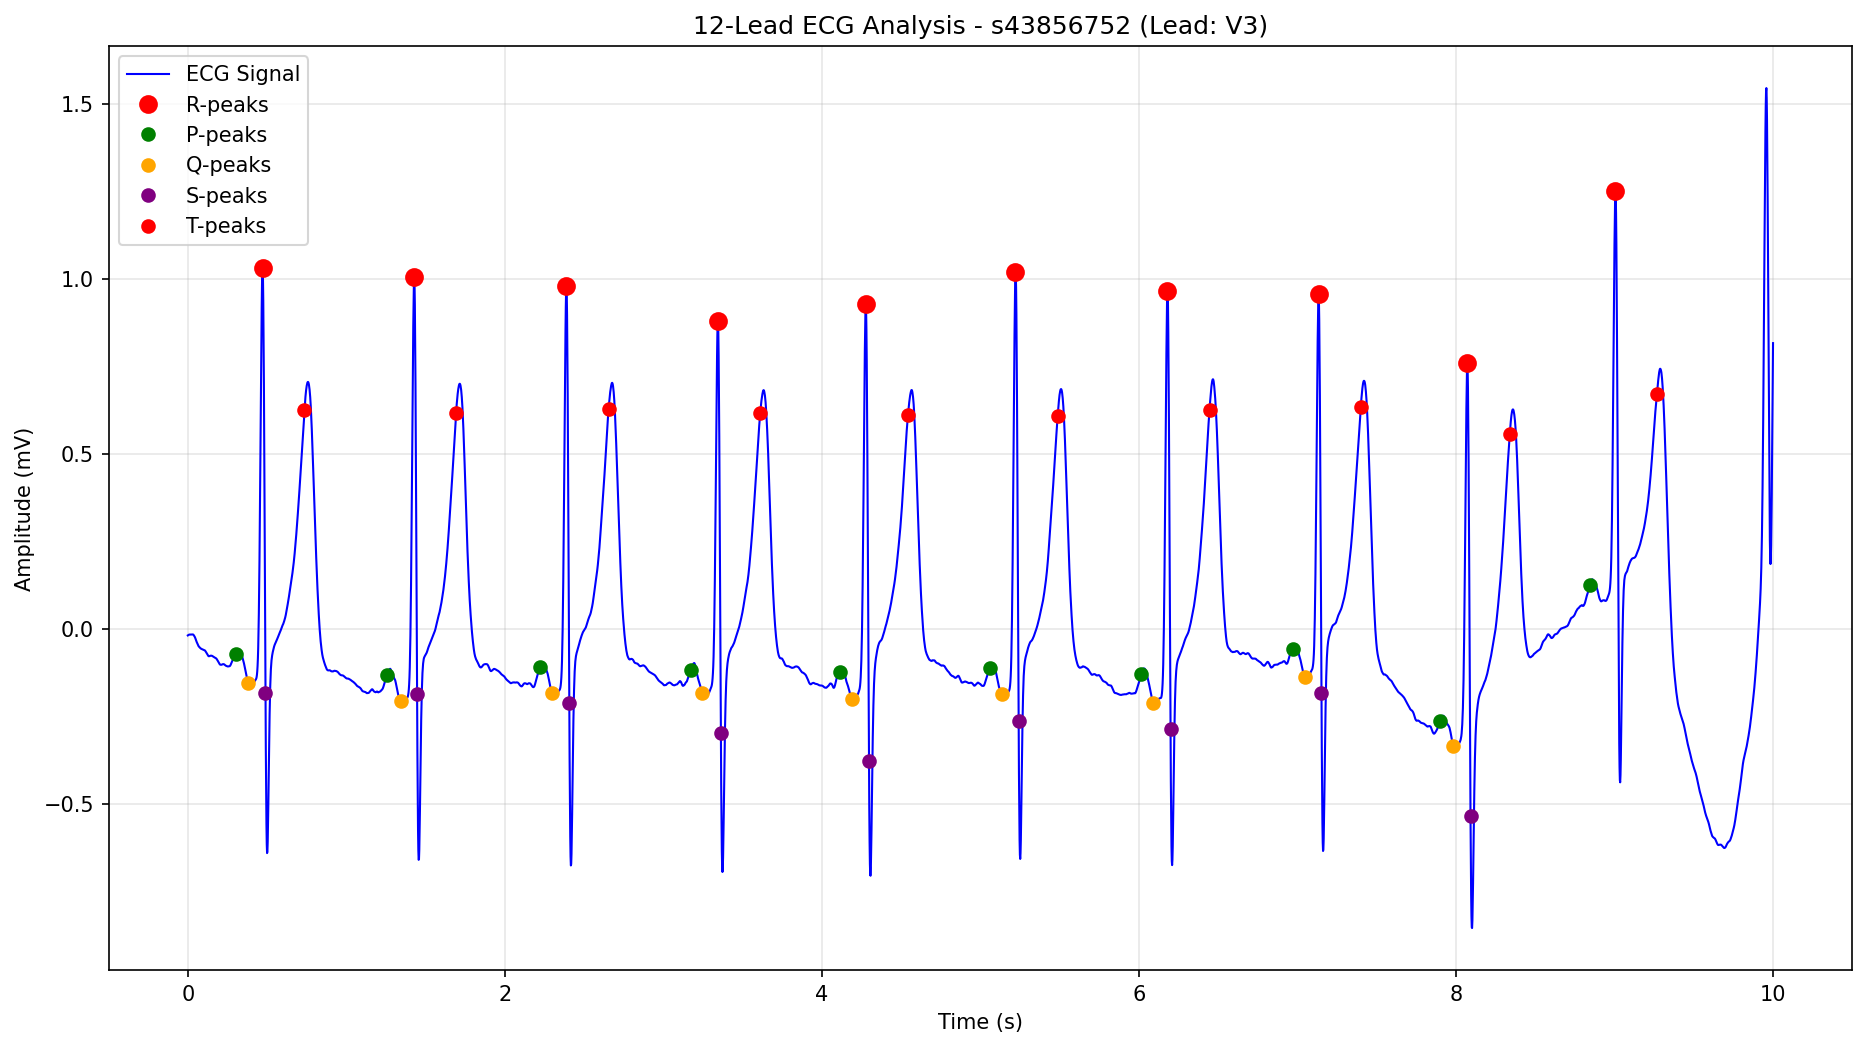 12-Lead ECG Analysis - s43856752 (Lead: V3)
ECG Signal
R-peaks
P-peaks
Q-peaks
S-peaks
T-peaks
Amplitude (mV)
1.5
1.0
0.5
0.0
−0.5
0 2 4 6 8 10
Time (s)